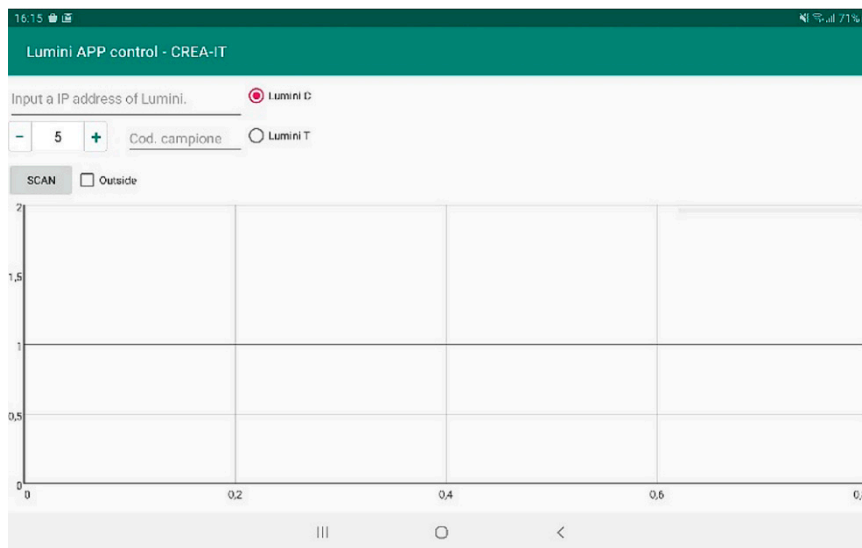 16:15 71%
Lumini APP control - CREA-IT
Input a IP address of Lumini. Lumini C
- 5 + Cod. campione Lumini T
SCAN Outside
2
1,5
1
0,5
0
0 0,2 0,4 0,6 0,